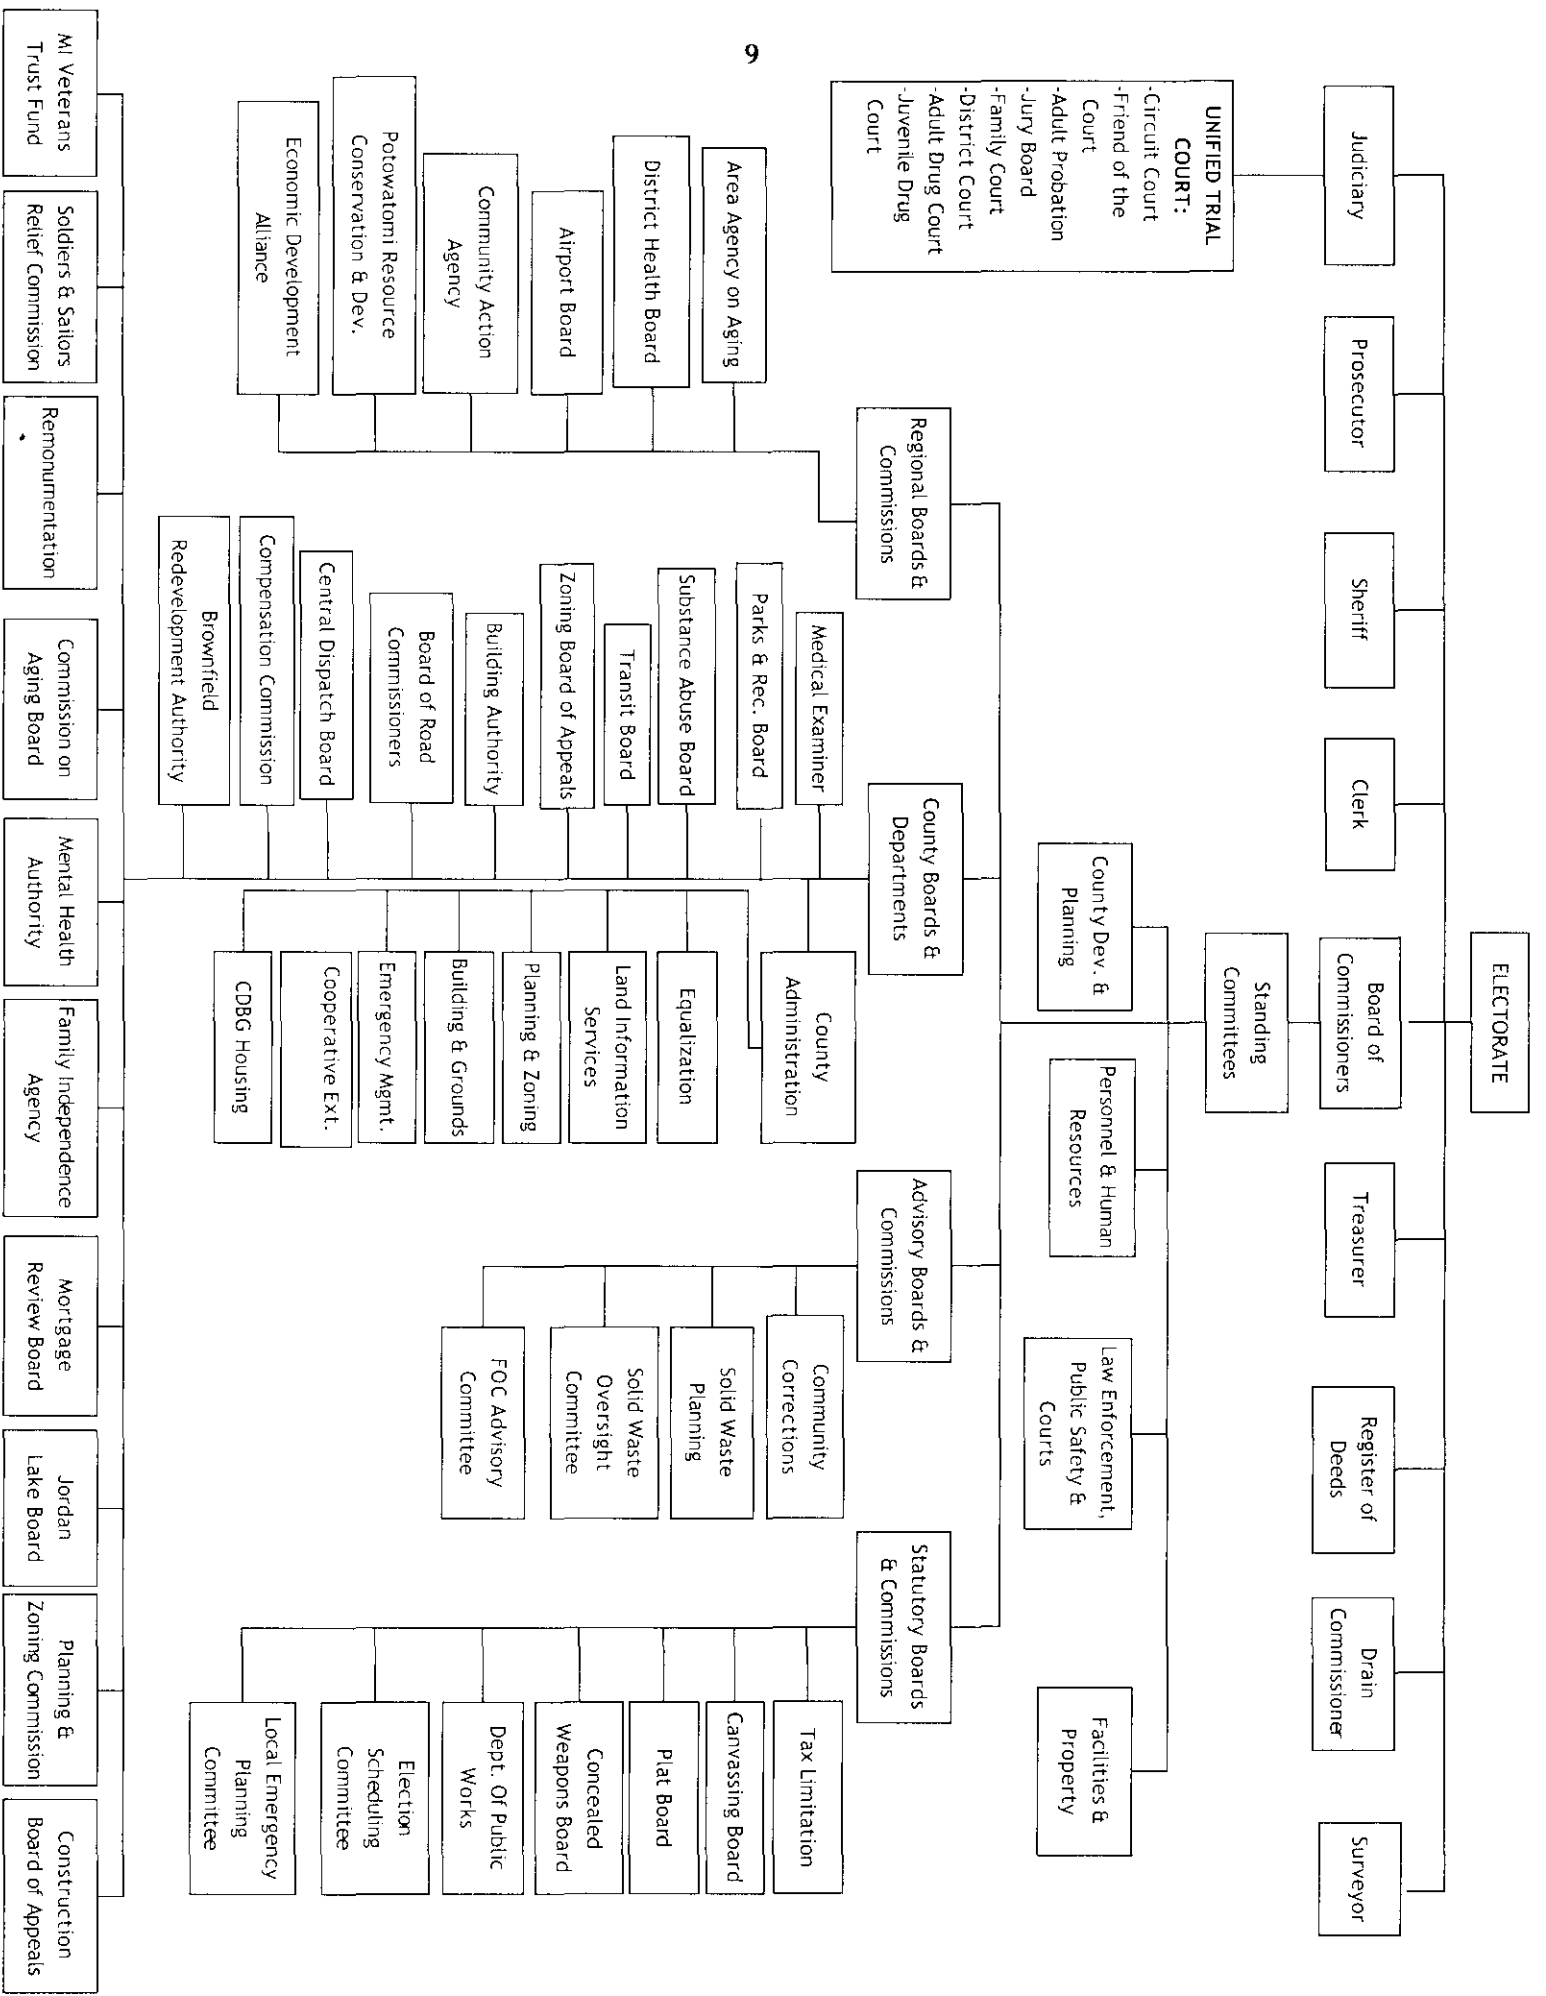 ELECTORATE
Judiciary
Prosecutor
Sheriff
Clerk
Board of
Commissioners
Treasurer
Register of
Deeds
Drain
Commissioner
Surveyor
UNIFIED TRIAL
COURT:
-Circuit Court
-Friend of the
Court
-Adult Probation
-Jury Board
-Family Court
-District Court
-Adult Drug Court
-Juvenile Drug
Court
Standing
Committees
County Dev. &
Planning
Personnel & Human
Resources
Law Enforcement,
Public Safety &
Courts
Facilities &
Property
Regional Boards &
Commissions
County Boards &
Departments
Advisory Boards &
Commissions
Statutory Boards
& Commissions
Area Agency on Aging
District Health Board
Airport Board
Community Action
Agency
Potowatomi Resource
Conservation & Dev.
Economic Development
Alliance
Medical Examiner
Parks & Rec. Board
Substance Abuse Board
Transit Board
Zoning Board of Appeals
Building Authority
Board of Road
Commissioners
Central Dispatch Board
Compensation Commission
Brownfield
Redevelopment Authority
County
Administration
Equalization
Land Information
Services
Planning & Zoning
Building & Grounds
Emergency Mgmt.
Cooperative Ext.
CDBG Housing
Community
Corrections
Solid Waste
Planning
Solid Waste
Oversight
Committee
FOC Advisory
Committee
Tax Limitation
Canvassing Board
Plat Board
Concealed
Weapons Board
Dept. Of Public
Works
Election
Scheduling
Committee
Local Emergency
Planning
Committee
MI Veterans
Trust Fund
Soldiers & Sailors
Relief Commission
Remonumentation
Commission on
Aging Board
Mental Health
Authority
Family Independence
Agency
Mortgage
Review Board
Jordan
Lake Board
Planning &
Zoning Commission
Construction
Board of Appeals
9